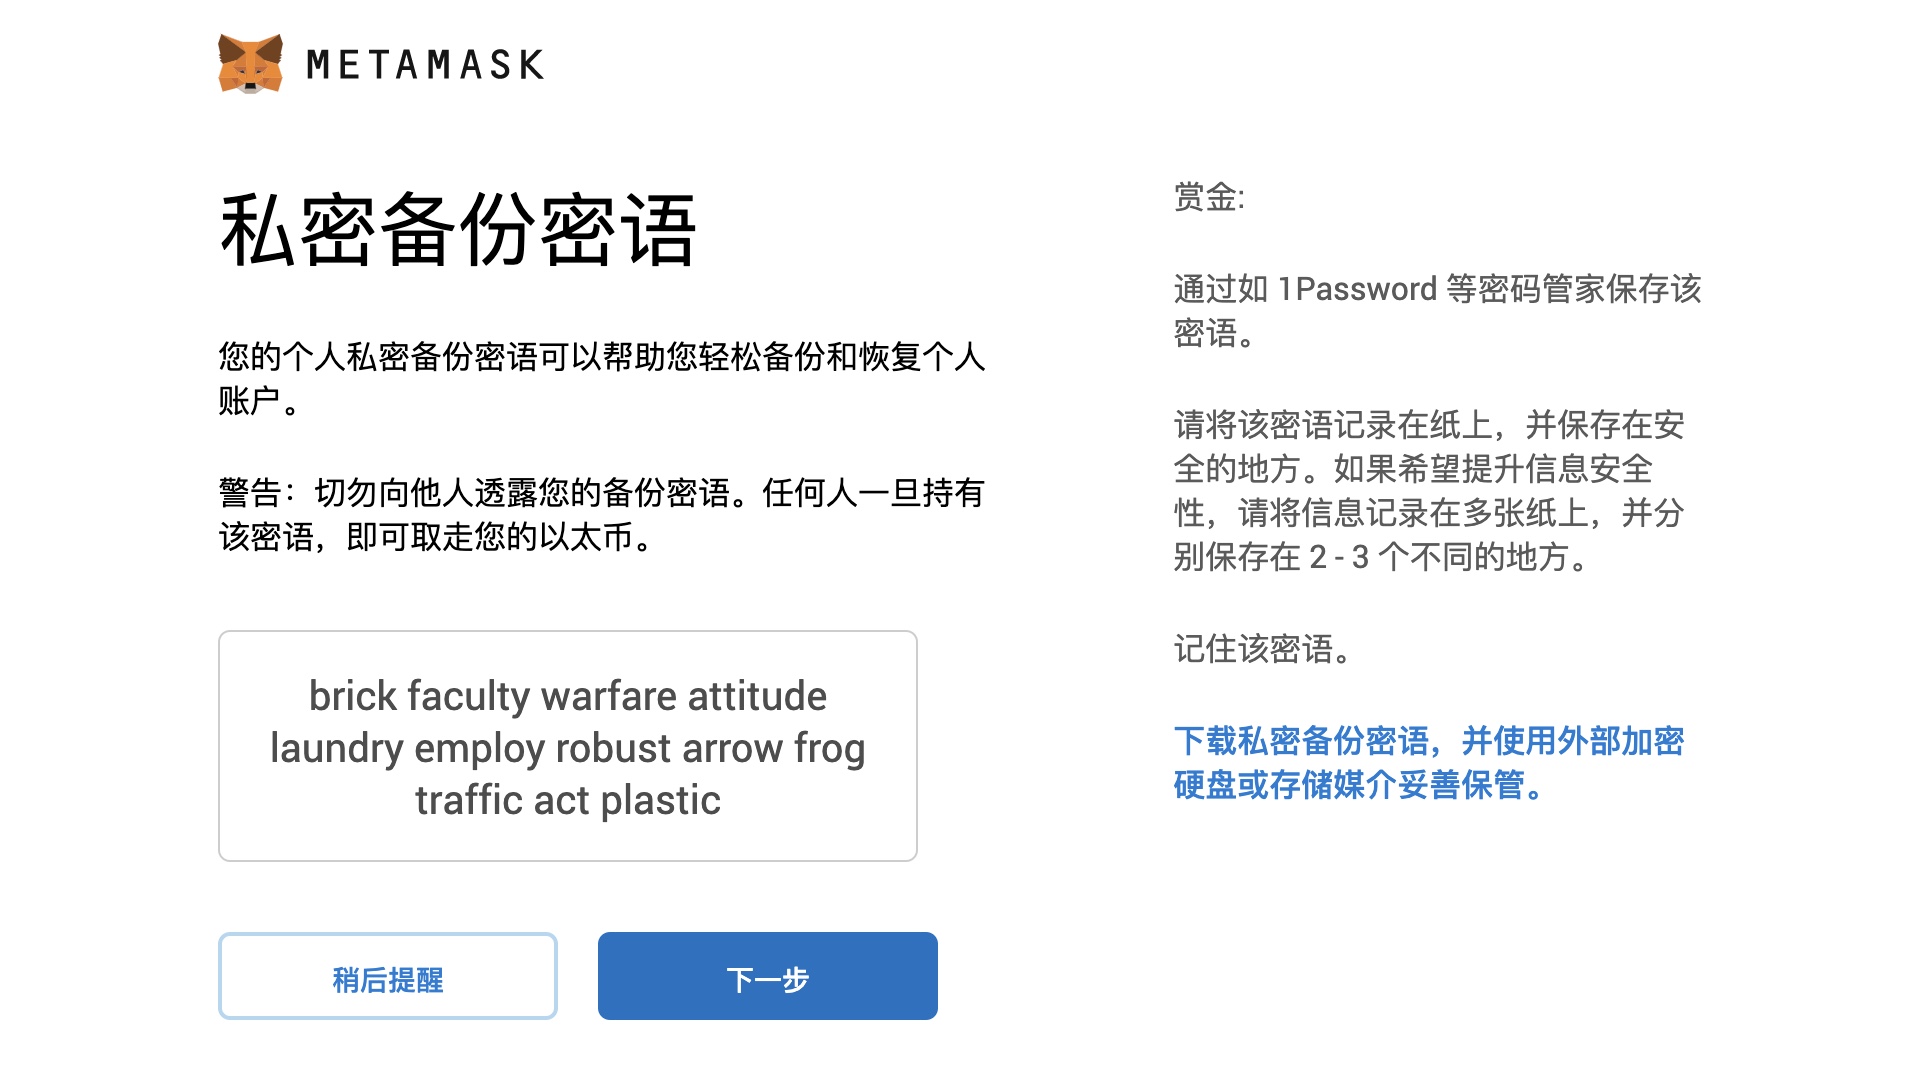 METAMASK
私密备份密语
您的个人私密备份密语可以帮助您轻松备份和恢复个人
账户。
警告：切勿向他人透露您的备份密语。任何人一旦持有
该密语，即可取走您的以太币。
brick faculty warfare attitude
laundry employ robust arrow frog
traffic act plastic
稍后提醒
下一步
赏金:
通过如 1Password 等密码管家保存该
密语。
请将该密语记录在纸上，并保存在安
全的地方。如果希望提升信息安全
性，请将信息记录在多张纸上，并分
别保存在 2 - 3 个不同的地方。
记住该密语。
下载私密备份密语，并使用外部加密
硬盘或存储媒介妥善保管。